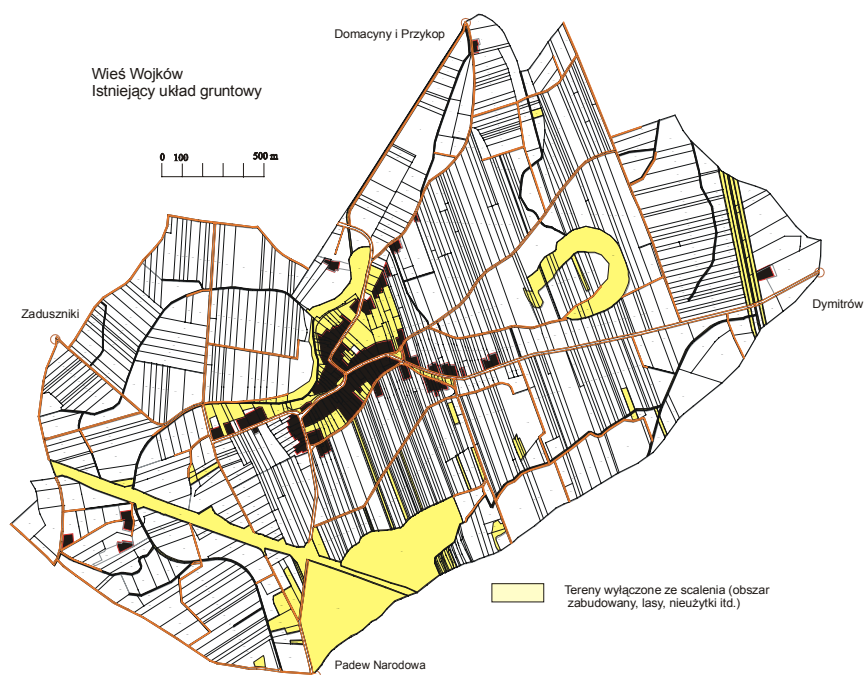 Domacyny i Przykop
Wieś Wojków
Istniejący układ gruntowy
0 100 500 m
Zaduszniki
Dymitrów
Tereny wyłączone ze scalenia (obszar
zabudowany, lasy, nieużytki itd.)
Padew Narodowa